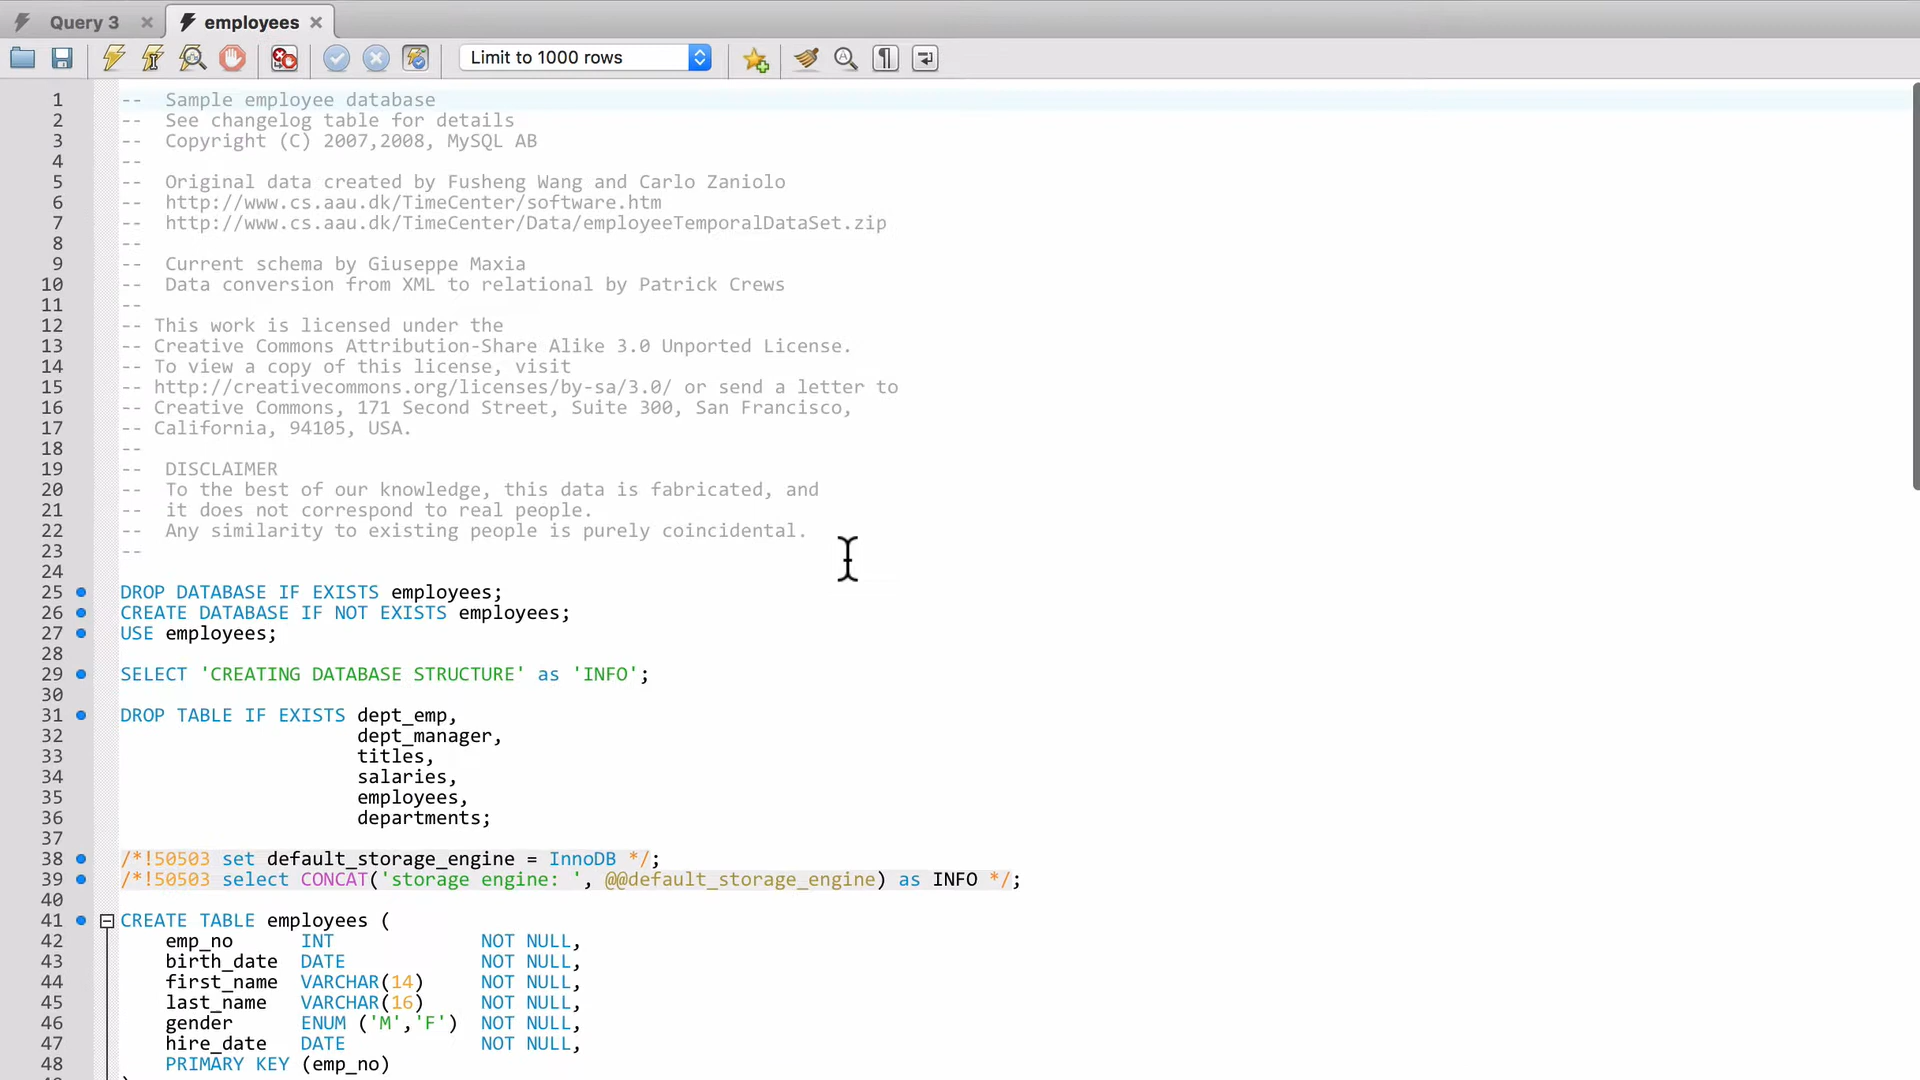 Query 3
employees
Limit to 1000 rows
1 --  Sample employee database
2 --  See changelog table for details
3 --  Copyright (C) 2007,2008, MySQL AB
4 --
5 --  Original data created by Fusheng Wang and Carlo Zaniolo
6 --  http://www.cs.aau.dk/TimeCenter/software.htm
7 --  http://www.cs.aau.dk/TimeCenter/Data/employeeTemporalDataSet.zip
8 --
9 --  Current schema by Giuseppe Maxia
10 --  Data conversion from XML to relational by Patrick Crews
11 --
12 -- This work is licensed under the
13 -- Creative Commons Attribution-Share Alike 3.0 Unported License.
14 -- To view a copy of this license, visit
15 -- http://creativecommons.org/licenses/by-sa/3.0/ or send a letter to
16 -- Creative Commons, 171 Second Street, Suite 300, San Francisco,
17 -- California, 94105, USA.
18 --
19 --  DISCLAIMER
20 --  To the best of our knowledge, this data is fabricated, and
21 --  it does not correspond to real people.
22 --  Any similarity to existing people is purely coincidental.
23 --
24
25 DROP DATABASE IF EXISTS employees;
26 CREATE DATABASE IF NOT EXISTS employees;
27 USE employees;
28
29 SELECT 'CREATING DATABASE STRUCTURE' as 'INFO';
30
31 DROP TABLE IF EXISTS dept_emp,
32                      dept_manager,
33                      titles,
34                      salaries,
35                      employees,
36                      departments;
37
38 /*!50503 set default_storage_engine = InnoDB */;
39 /*!50503 select CONCAT('storage engine: ', @@default_storage_engine) as INFO */;
40
41 CREATE TABLE employees (
42     emp_no      INT             NOT NULL,
43     birth_date  DATE            NOT NULL,
44     first_name  VARCHAR(14)     NOT NULL,
45     last_name   VARCHAR(16)     NOT NULL,
46     gender      ENUM ('M','F')  NOT NULL,
47     hire_date   DATE            NOT NULL,
48     PRIMARY KEY (emp_no)